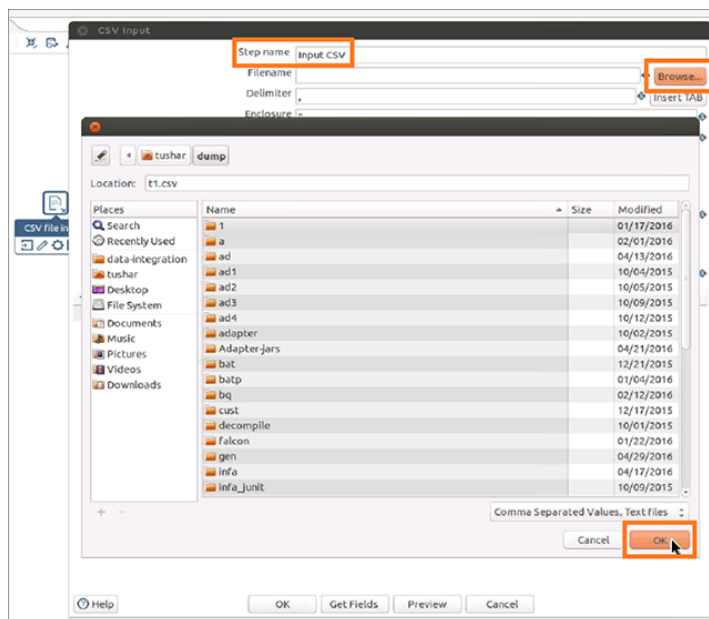 CSV Input
Step name Input CSV
Filename Browse...
Delimiter , Insert TAB
Enclosure "
tushar dump
Location: t1.csv
Places Name Size Modified
Search 1 01/17/2016
Recently Used a 02/01/2016
data-integration ad 04/13/2016
tushar ad1 10/04/2015
Desktop ad2 10/05/2015
File System ad3 10/09/2015
ad4 10/12/2015
Documents adapter 10/02/2015
Music Adapter-jars 04/21/2016
Pictures bat 12/21/2015
Videos batp 01/04/2016
Downloads bq 02/12/2016
cust 12/17/2015
decompile 10/01/2015
falcon 01/22/2016
gen 04/29/2016
infa 04/17/2016
infa_junit 10/09/2015
CSV file in
Comma Separated Values, Text files
Cancel OK
Help OK Get Fields Preview Cancel